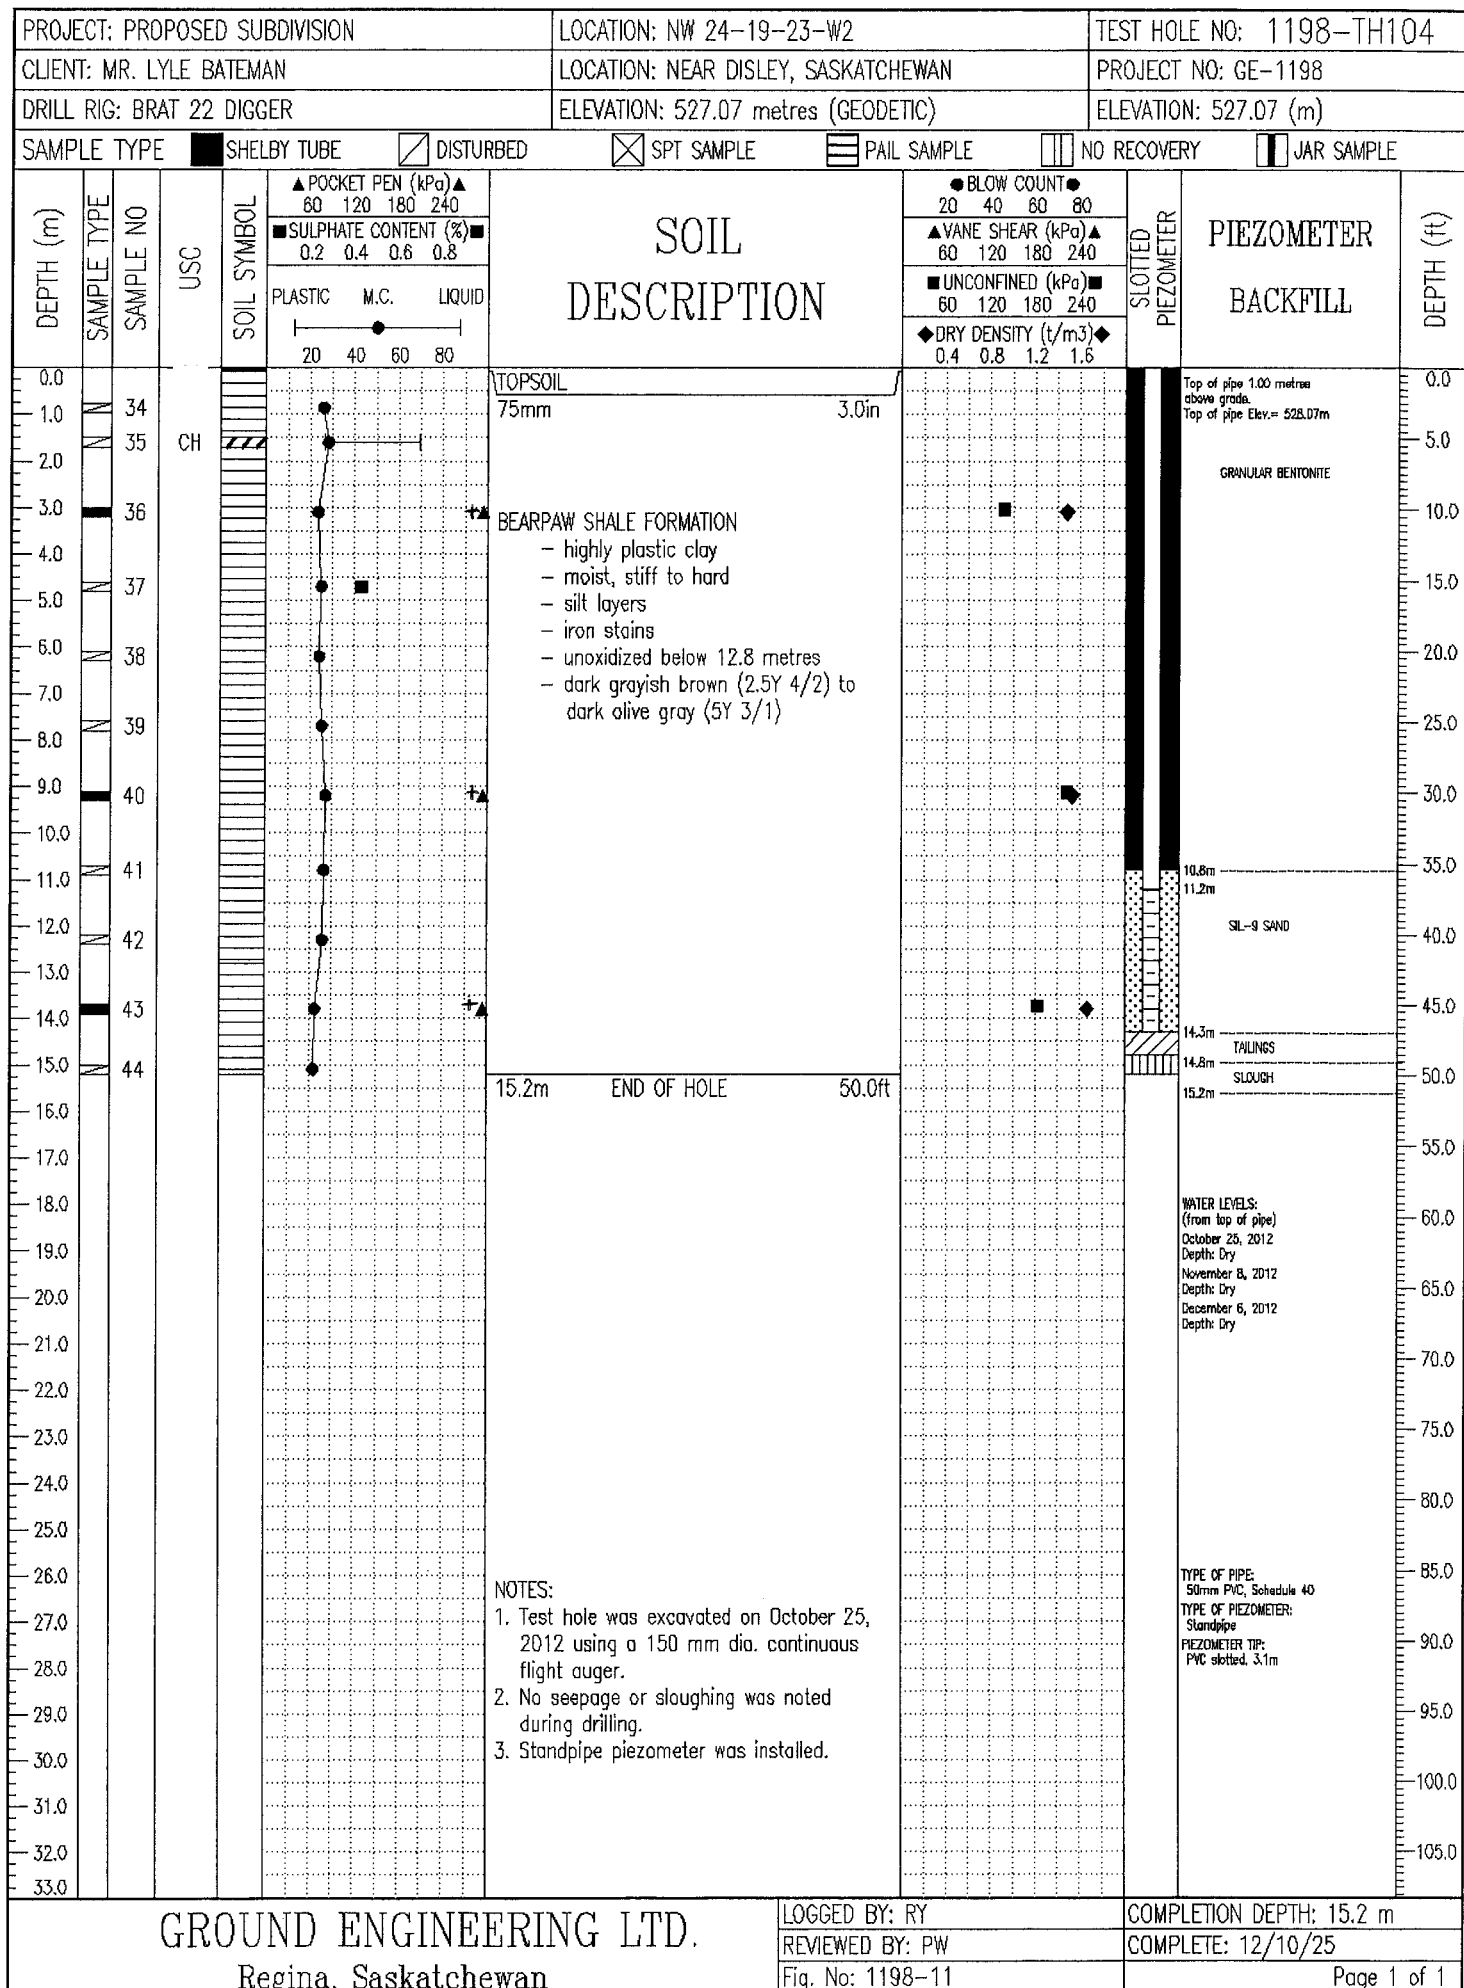 PROJECT: PROPOSED SUBDIVISION
LOCATION: NW 24-19-23-W2
TEST HOLE NO: 1198-TH104
CLIENT: MR. LYLE BATEMAN
LOCATION: NEAR DISLEY, SASKATCHEWAN
PROJECT NO: GE-1198
DRILL RIG: BRAT 22 DIGGER
ELEVATION: 527.07 metres (GEODETIC)
ELEVATION: 527.07 (m)
SAMPLE TYPE SHELBY TUBE DISTURBED SPT SAMPLE PAIL SAMPLE NO RECOVERY JAR SAMPLE
DEPTH (m)
SAMPLE TYPE
SAMPLE NO
USC
SOIL SYMBOL
▲POCKET PEN (kPa)▲
60 120 180 240
■SULPHATE CONTENT (%)■
0.2 0.4 0.6 0.8
PLASTIC M.C. LIQUID
20 40 60 80
SOIL
DESCRIPTION
●BLOW COUNT●
20 40 60 80
▲VANE SHEAR (kPa)▲
60 120 180 240
■UNCONFINED (kPa)■
60 120 180 240
◆DRY DENSITY (t/m3)◆
0.4 0.8 1.2 1.6
SLOTTED
PIEZOMETER
PIEZOMETER
BACKFILL
DEPTH (ft)
0.0
1.0
2.0
3.0
4.0
5.0
6.0
7.0
8.0
9.0
10.0
11.0
12.0
13.0
14.0
15.0
16.0
17.0
18.0
19.0
20.0
21.0
22.0
23.0
24.0
25.0
26.0
27.0
28.0
29.0
30.0
31.0
32.0
33.0
34
35
36
37
38
39
40
41
42
43
44
CH
TOPSOIL
75mm 3.0in
BEARPAW SHALE FORMATION
- highly plastic clay
- moist, stiff to hard
- silt layers
- iron stains
- unoxidized below 12.8 metres
- dark grayish brown (2.5Y 4/2) to
dark olive gray (5Y 3/1)
15.2m END OF HOLE 50.0ft
NOTES:
1. Test hole was excavated on October 25,
2012 using a 150 mm dia. continuous
flight auger.
2. No seepage or sloughing was noted
during drilling.
3. Standpipe piezometer was installed.
Top of pipe 1.00 metres
above grade.
Top of pipe Elev.= 528.07m
GRANULAR BENTONITE
10.8m
11.2m
SIL-9 SAND
14.3m
TAILINGS
14.8m
SLOUGH
15.2m
WATER LEVELS:
(from top of pipe)
October 25, 2012
Depth: Dry
November 8, 2012
Depth: Dry
December 6, 2012
Depth: Dry
TYPE OF PIPE:
50mm PVC, Schedule 40
TYPE OF PIEZOMETER:
Standpipe
PIEZOMETER TIP:
PVC slotted, 3.1m
0.0
5.0
10.0
15.0
20.0
25.0
30.0
35.0
40.0
45.0
50.0
55.0
60.0
65.0
70.0
75.0
80.0
85.0
90.0
95.0
100.0
105.0
GROUND ENGINEERING LTD.
Regina, Saskatchewan
LOGGED BY: RY
REVIEWED BY: PW
Fig. No: 1198-11
COMPLETION DEPTH: 15.2 m
COMPLETE: 12/10/25
Page 1 of 1